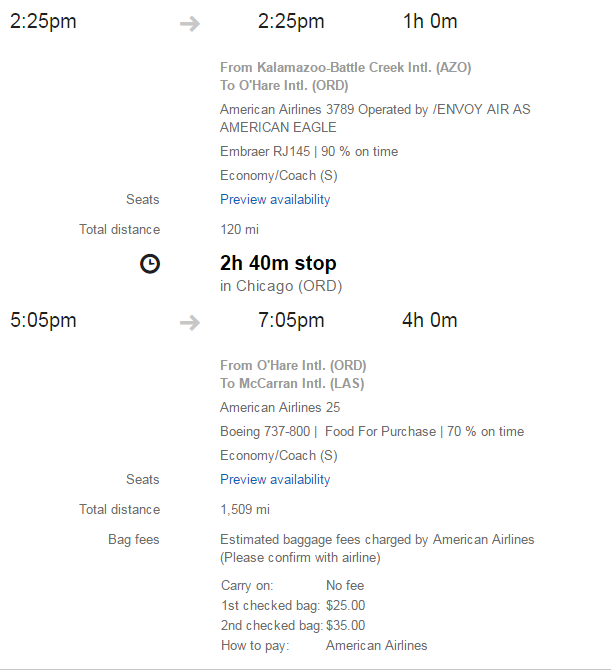 2:25pm 2:25pm 1h 0m
From Kalamazoo-Battle Creek Intl. (AZO)
To O'Hare Intl. (ORD)
American Airlines 3789 Operated by /ENVOY AIR AS
AMERICAN EAGLE
Embraer RJ145 | 90 % on time
Economy/Coach (S)
Seats Preview availability
Total distance 120 mi
2h 40m stop
in Chicago (ORD)
5:05pm 7:05pm 4h 0m
From O'Hare Intl. (ORD)
To McCarran Intl. (LAS)
American Airlines 25
Boeing 737-800 | Food For Purchase | 70 % on time
Economy/Coach (S)
Seats Preview availability
Total distance 1,509 mi
Bag fees Estimated baggage fees charged by American Airlines
(Please confirm with airline)
Carry on: No fee
1st checked bag: $25.00
2nd checked bag: $35.00
How to pay: American Airlines